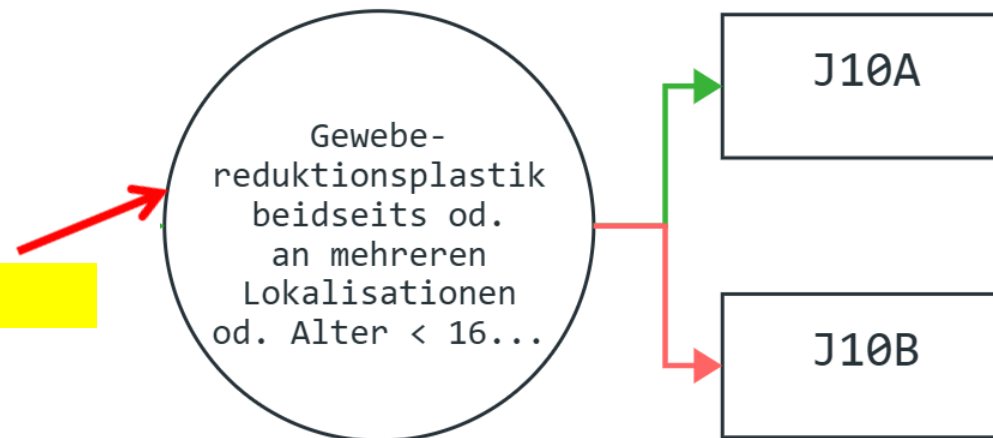 Gewebe-
reduktionsplastik
beidseits od.
an mehreren
Lokalisationen
od. Alter < 16...
J10A
J10B